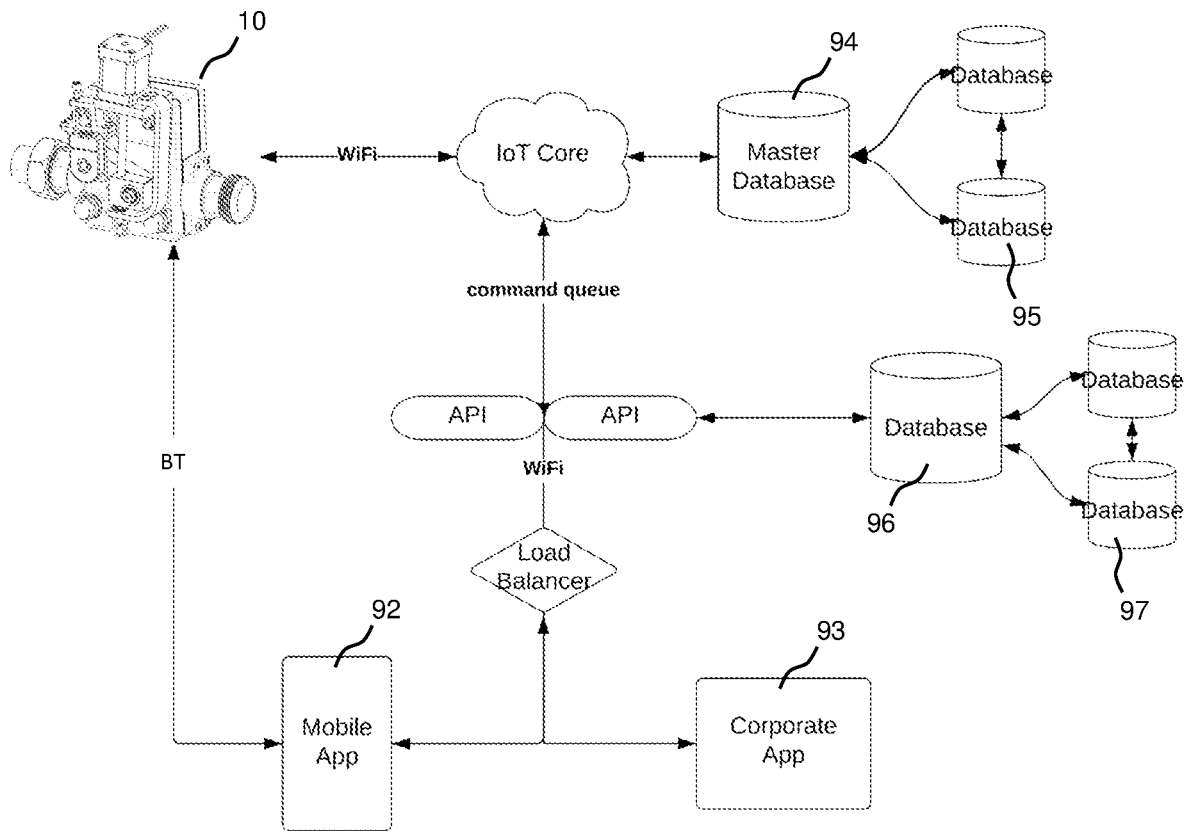 10
94
Database
WiFi
IoT Core
Master
Database
Database
95
command queue
API
API
Database
Database
96
Database
97
WiFi
BT
Load
Balancer
92
93
Mobile
App
Corporate
App